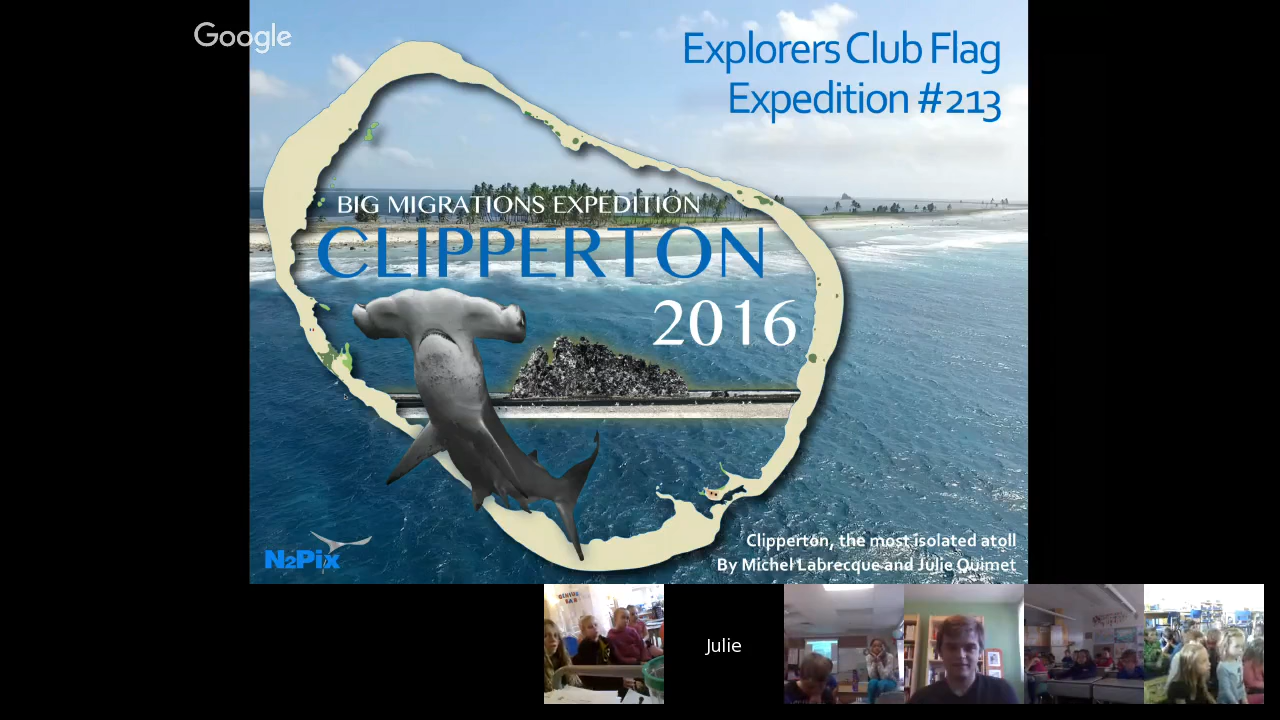 Google
Explorers Club Flag
Expedition #213
BIG MIGRATIONS EXPEDITION
CLIPPERTON
2016
N2Pix
Clipperton, the most isolated atoll
By Michel Labrecque and Julie Ouimet
Julie